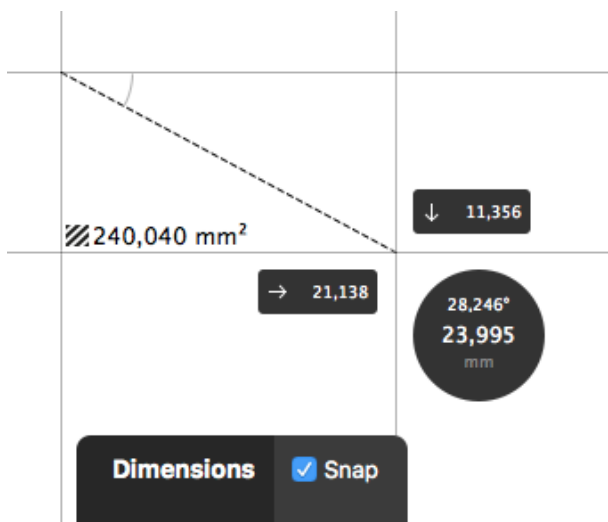 ↓ 11,356
240,040 mm²
→ 21,138
28,246°
23,995
mm
Dimensions
Snap